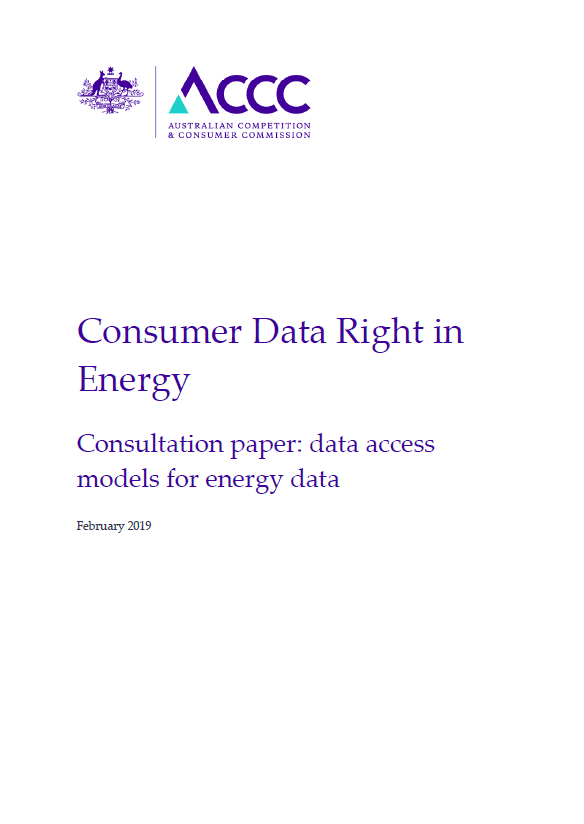 ACCC
AUSTRALIAN COMPETITION
& CONSUMER COMMISSION
Consumer Data Right in
Energy
Consultation paper: data access
models for energy data
February 2019